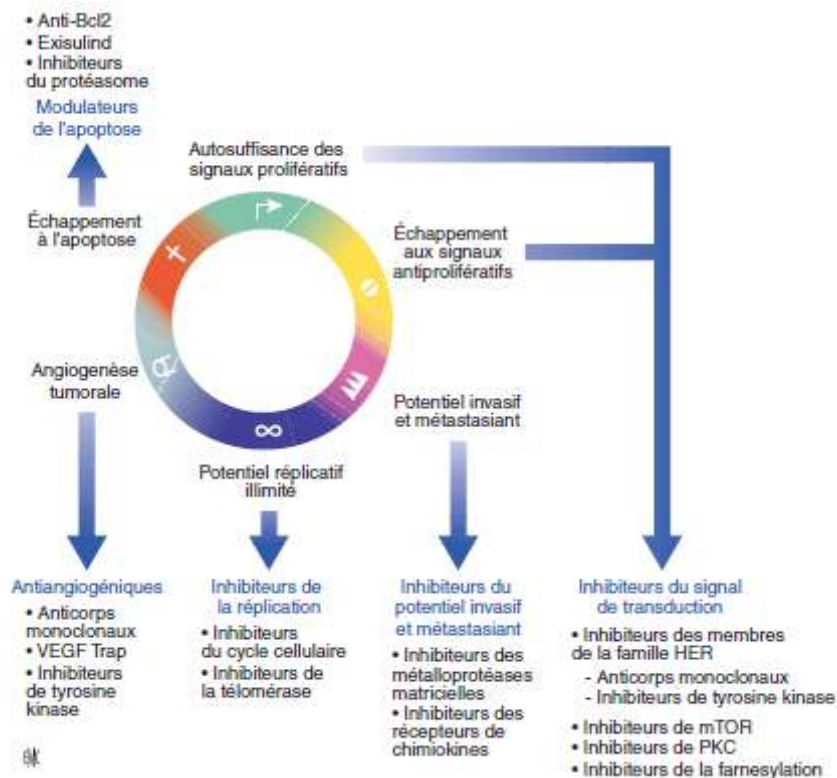 • Anti-Bcl2
• Exisulind
• Inhibiteurs
du protéasome
Modulateurs
de l'apoptose
Autosuffisance des
signaux prolifératifs
Échappement
à l'apoptose
Échappement
aux signaux
antiprolifératifs
Angiogenèse
tumorale
Potentiel invasif
et métastasiant
∞
Potentiel réplicatif
illimité
Antiangiogéniques
• Anticorps
monoclonaux
• VEGF Trap
• Inhibiteurs
de tyrosine
kinase
Inhibiteurs de
la réplication
• Inhibiteurs
du cycle cellulaire
• Inhibiteurs de
la télomérase
Inhibiteurs du
potentiel invasif
et métastasiant
• Inhibiteurs des
métalloprotéases
matricielles
• Inhibiteurs des
récepteurs de
chimiokines
Inhibiteurs du signal
de transduction
• Inhibiteurs des membres
de la famille HER
- Anticorps monoclonaux
- Inhibiteurs de tyrosine kinase
• Inhibiteurs de mTOR
• Inhibiteurs de PKC
• Inhibiteurs de la farnesylation